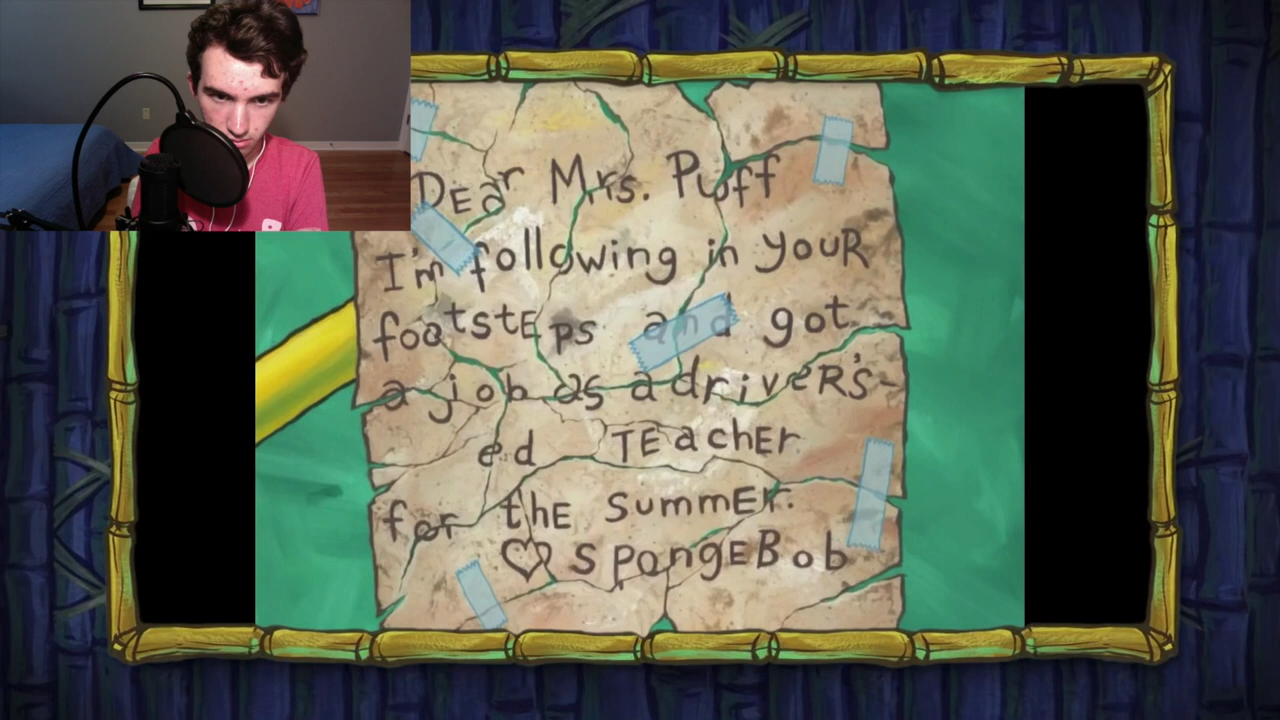 Dear Mrs. Puff
I'm following in your
footsteps and got
a job as a driver's-
ed teacher
for the summer.
♡ SpongeBob